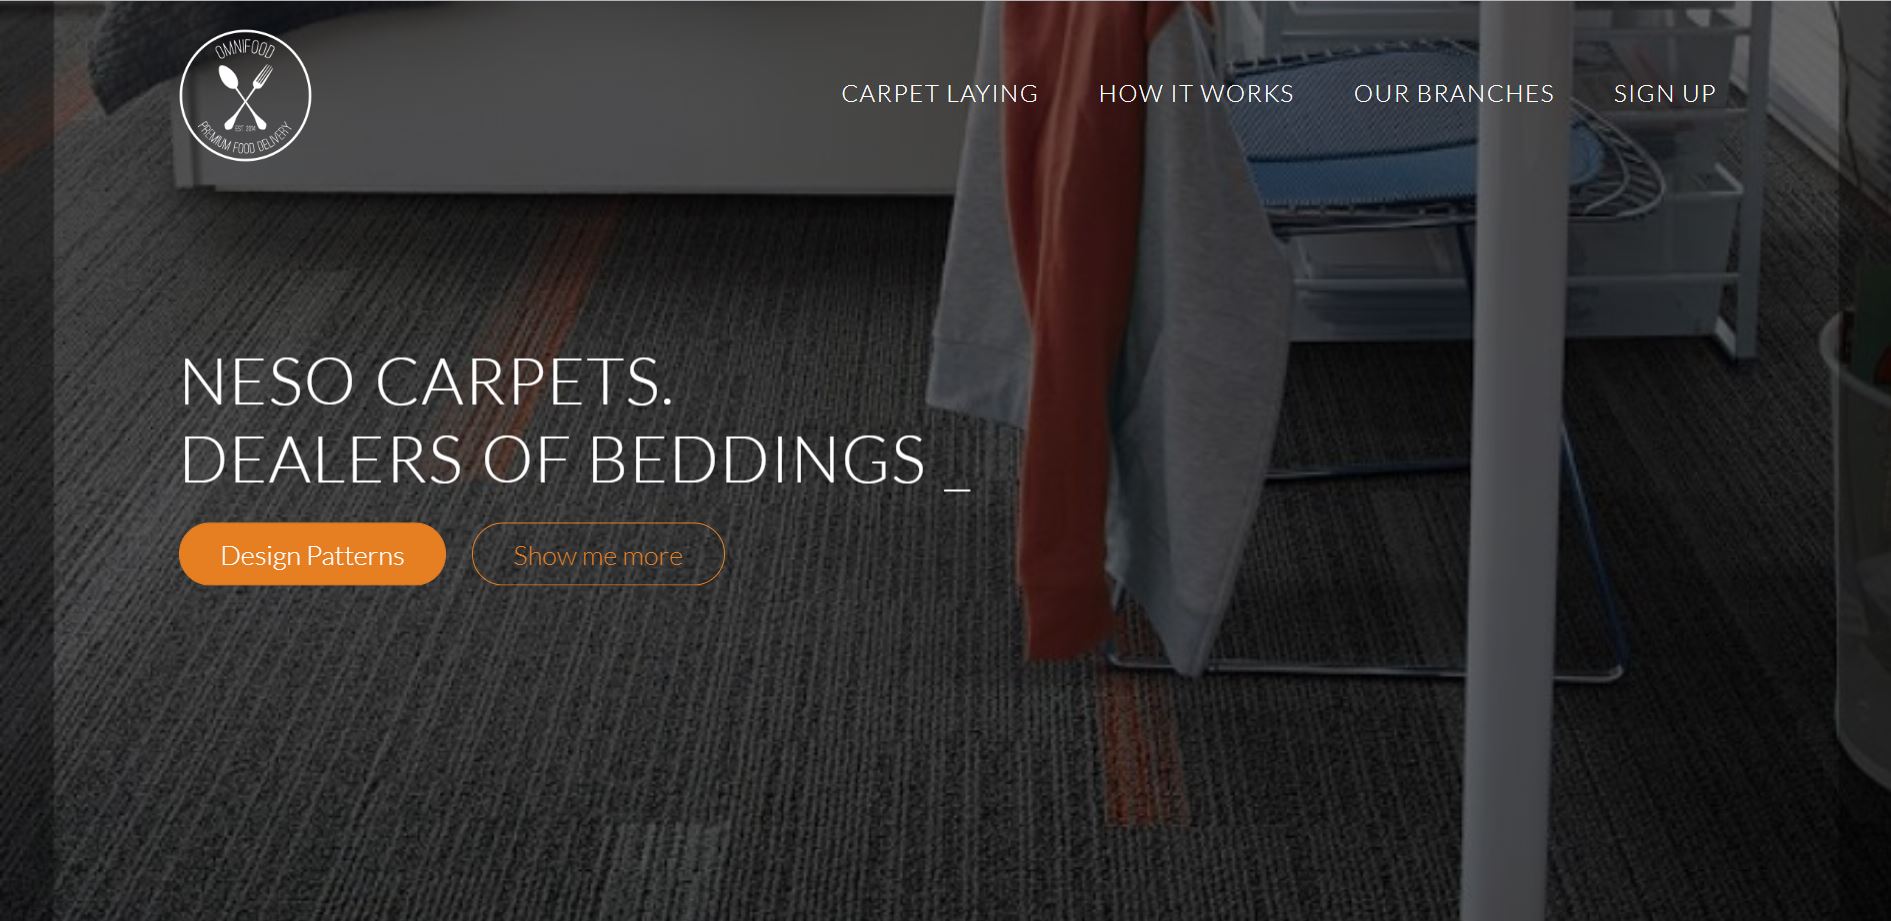 OMNIFOOD
EST. 2014
PREMIUM FOOD DELIVERY
CARPET LAYING HOW IT WORKS OUR BRANCHES SIGN UP
NESO CARPETS.
DEALERS OF BEDDINGS _
Design Patterns Show me more